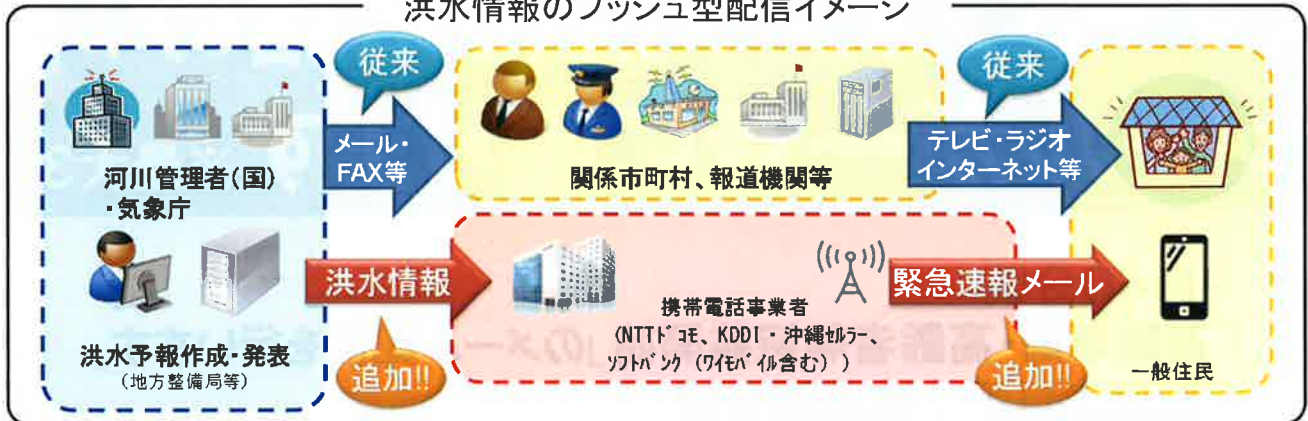 洪水情報のプッシュ型配信イメージ
従来
従来
メール・
FAX等
テレビ・ラジオ
インターネット等
河川管理者(国)
・気象庁
関係市町村、報道機関等
洪水情報
緊急速報メール
携帯電話事業者
(NTTドコモ、KDDI・沖縄セルラー、
ソフトバンク(ワイモバイル含む))
洪水予報作成・発表
(地方整備局等)
追加!!
追加!!
一般住民